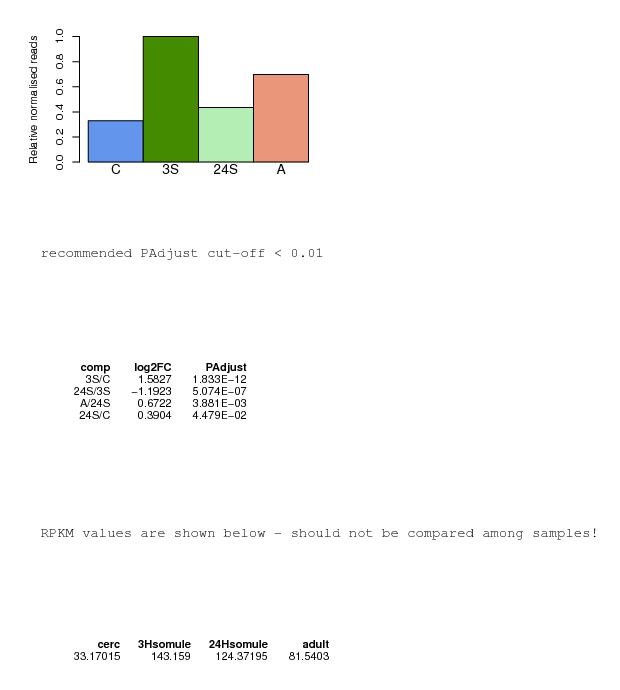 Relative normalised reads
1.0
0.8
0.6
0.4
0.2
0.0
C 3S 24S A
recommended PAdjust cut-off < 0.01
comp log2FC PAdjust
3S/C 1.5827 1.833E−12
24S/3S −1.1923 5.074E−07
A/24S 0.6722 3.881E−03
24S/C 0.3904 4.479E−02
RPKM values are shown below - should not be compared among samples!
cerc 3Hsomule 24Hsomule adult
33.17015 143.159 124.37195 81.5403